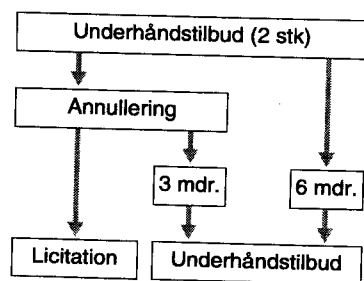 Underhåndstilbud (2 stk)
Annullering
3 mdr.
6 mdr.
Licitation
Underhåndstilbud